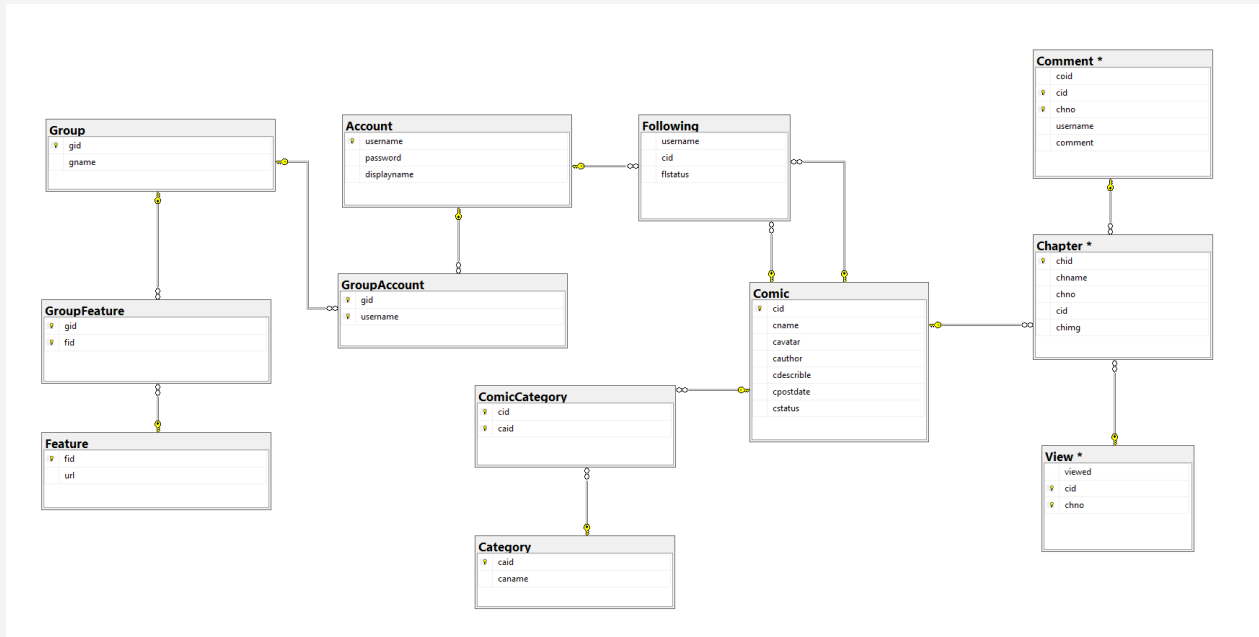 Group
gid
gname
Account
username
password
displayname
Following
username
cid
flstatus
Comment *
coid
cid
chno
username
comment
GroupFeature
gid
fid
GroupAccount
gid
username
Comic
cid
cname
cavatar
cauthor
cdescrible
cpostdate
cstatus
Chapter *
chid
chname
chno
cid
chimg
Feature
fid
url
ComicCategory
cid
caid
View *
viewed
cid
chno
Category
caid
caname